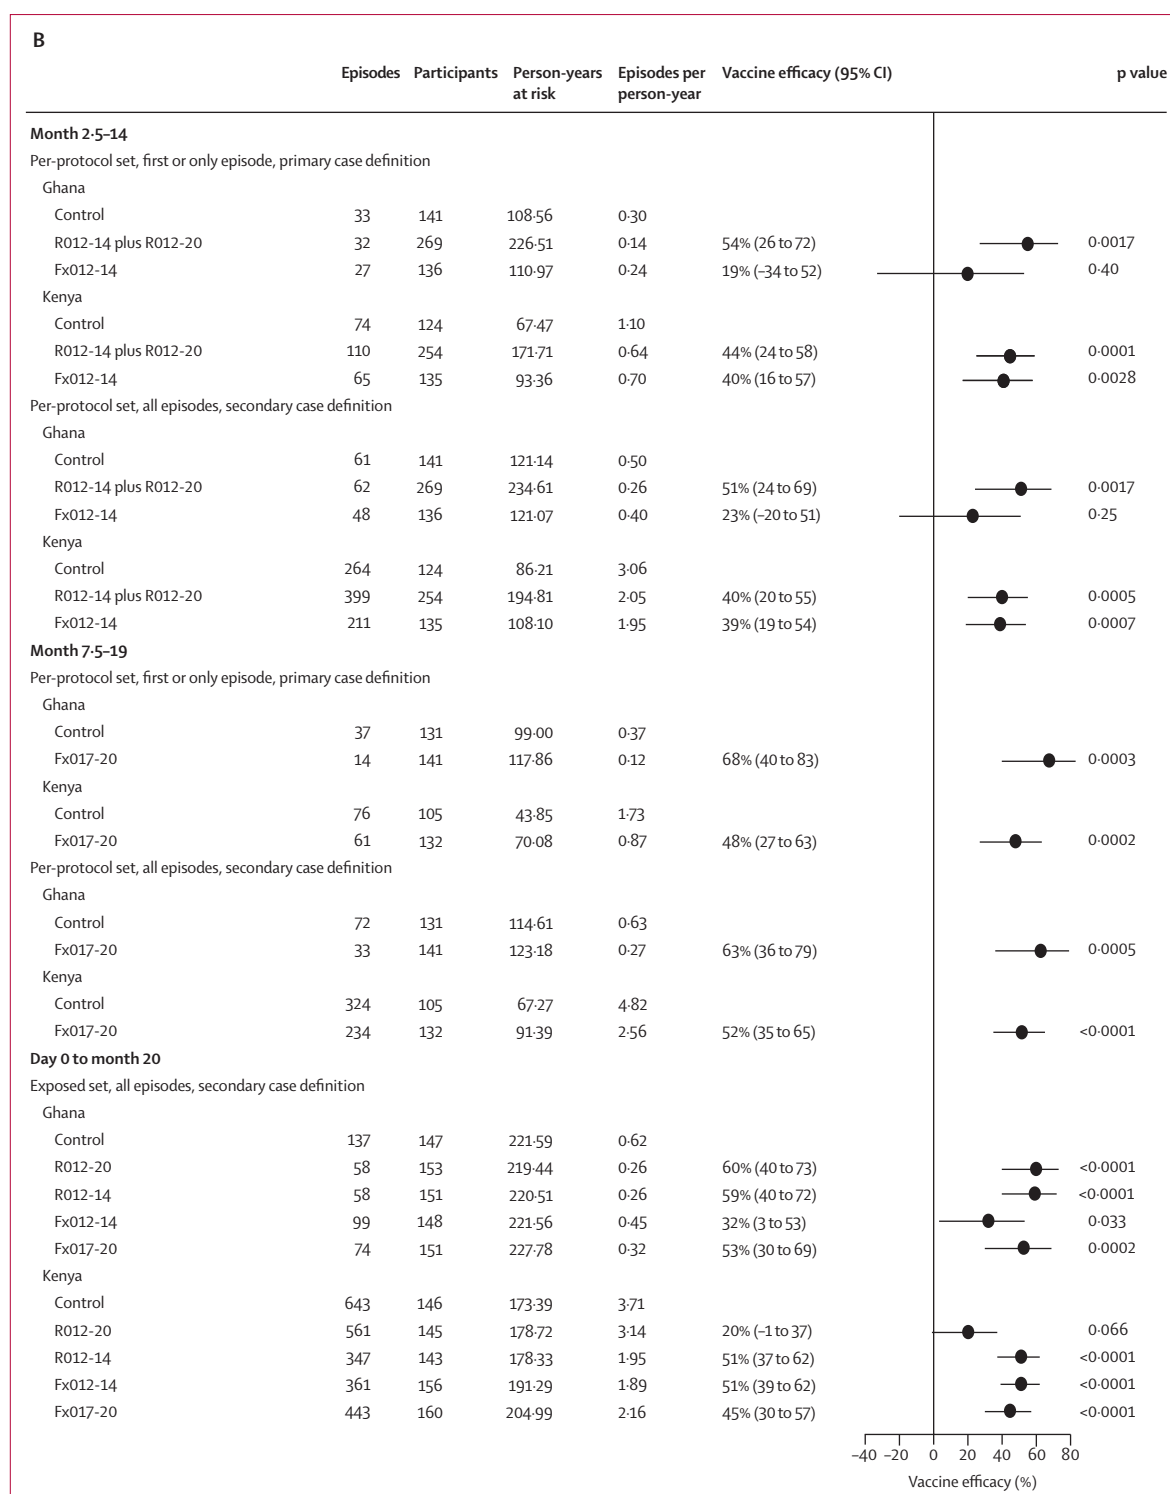 B
Episodes Participants Person-years at risk Episodes per person-year Vaccine efficacy (95% CI) p value
Month 2·5–14
Per-protocol set, first or only episode, primary case definition
Ghana
Control 33 141 108·56 0·30
R012-14 plus R012-20 32 269 226·51 0·14 54% (26 to 72) 0·0017
Fx012-14 27 136 110·97 0·24 19% (–34 to 52) 0·40
Kenya
Control 74 124 67·47 1·10
R012-14 plus R012-20 110 254 171·71 0·64 44% (24 to 58) 0·0001
Fx012-14 65 135 93·36 0·70 40% (16 to 57) 0·0028
Per-protocol set, all episodes, secondary case definition
Ghana
Control 61 141 121·14 0·50
R012-14 plus R012-20 62 269 234·61 0·26 51% (24 to 69) 0·0017
Fx012-14 48 136 121·07 0·40 23% (–20 to 51) 0·25
Kenya
Control 264 124 86·21 3·06
R012-14 plus R012-20 399 254 194·81 2·05 40% (20 to 55) 0·0005
Fx012-14 211 135 108·10 1·95 39% (19 to 54) 0·0007
Month 7·5–19
Per-protocol set, first or only episode, primary case definition
Ghana
Control 37 131 99·00 0·37
Fx017-20 14 141 117·86 0·12 68% (40 to 83) 0·0003
Kenya
Control 76 105 43·85 1·73
Fx017-20 61 132 70·08 0·87 48% (27 to 63) 0·0002
Per-protocol set, all episodes, secondary case definition
Ghana
Control 72 131 114·61 0·63
Fx017-20 33 141 123·18 0·27 63% (36 to 79) 0·0005
Kenya
Control 324 105 67·27 4·82
Fx017-20 234 132 91·39 2·56 52% (35 to 65) <0·0001
Day 0 to month 20
Exposed set, all episodes, secondary case definition
Ghana
Control 137 147 221·59 0·62
R012-20 58 153 219·44 0·26 60% (40 to 73) <0·0001
R012-14 58 151 220·51 0·26 59% (40 to 72) <0·0001
Fx012-14 99 148 221·56 0·45 32% (3 to 53) 0·033
Fx017-20 74 151 227·78 0·32 53% (30 to 69) 0·0002
Kenya
Control 643 146 173·39 3·71
R012-20 561 145 178·72 3·14 20% (–1 to 37) 0·066
R012-14 347 143 178·33 1·95 51% (37 to 62) <0·0001
Fx012-14 361 156 191·29 1·89 51% (39 to 62) <0·0001
Fx017-20 443 160 204·99 2·16 45% (30 to 57) <0·0001
–40 –20 0 20 40 60 80
Vaccine efficacy (%)